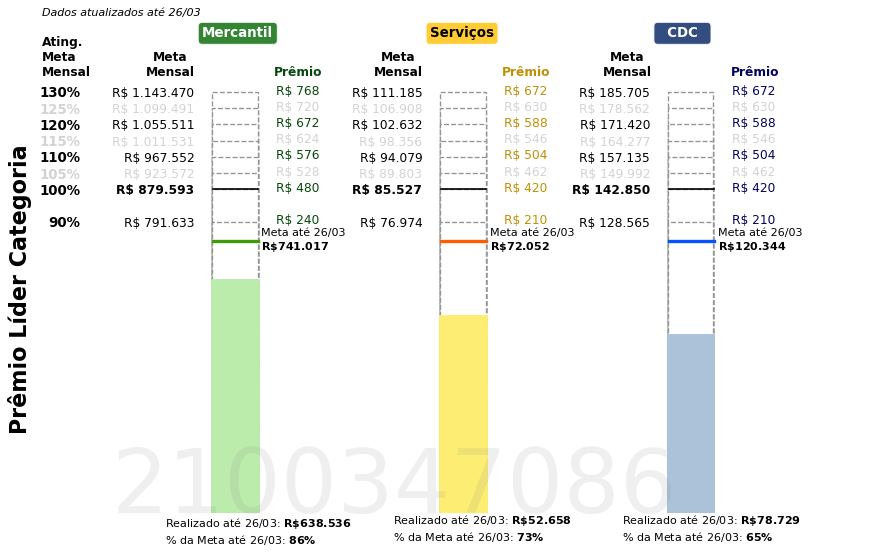 Dados atualizados até 26/03
Mercantil Serviços CDC
Ating. Meta Mensal
Meta Mensal Prêmio Meta Mensal Prêmio Meta Mensal Prêmio
130% R$ 1.143.470 R$ 768 R$ 111.185 R$ 672 R$ 185.705 R$ 672
125% R$ 1.099.491 R$ 720 R$ 106.908 R$ 630 R$ 178.562 R$ 630
120% R$ 1.055.511 R$ 672 R$ 102.632 R$ 588 R$ 171.420 R$ 588
115% R$ 1.011.531 R$ 624 R$ 98.356 R$ 546 R$ 164.277 R$ 546
110% R$ 967.552 R$ 576 R$ 94.079 R$ 504 R$ 157.135 R$ 504
105% R$ 923.572 R$ 528 R$ 89.803 R$ 462 R$ 149.992 R$ 462
100% R$ 879.593 R$ 480 R$ 85.527 R$ 420 R$ 142.850 R$ 420
90% R$ 791.633 R$ 240 R$ 76.974 R$ 210 R$ 128.565 R$ 210
Meta até 26/03 Meta até 26/03 Meta até 26/03
R$741.017 R$72.052 R$120.344
Prêmio Líder Categoria
2100347086
Realizado até 26/03: R$638.536 Realizado até 26/03: R$52.658 Realizado até 26/03: R$78.729
% da Meta até 26/03: 86% % da Meta até 26/03: 73% % da Meta até 26/03: 65%